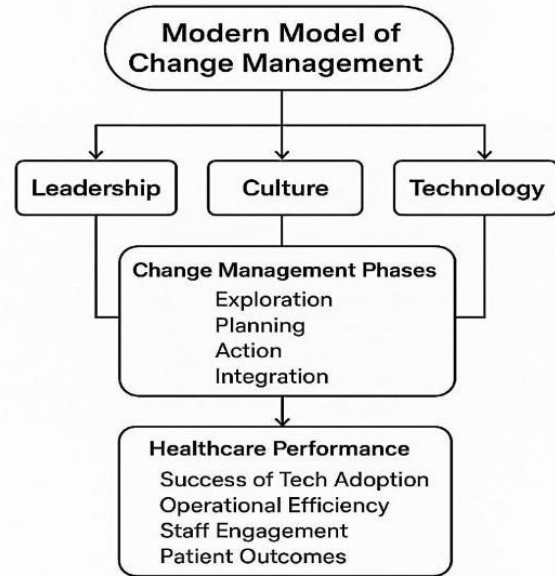 Modern Model of
Change Management
Leadership
Culture
Technology
Change Management Phases
Exploration
Planning
Action
Integration
Healthcare Performance
Success of Tech Adoption
Operational Efficiency
Staff Engagement
Patient Outcomes